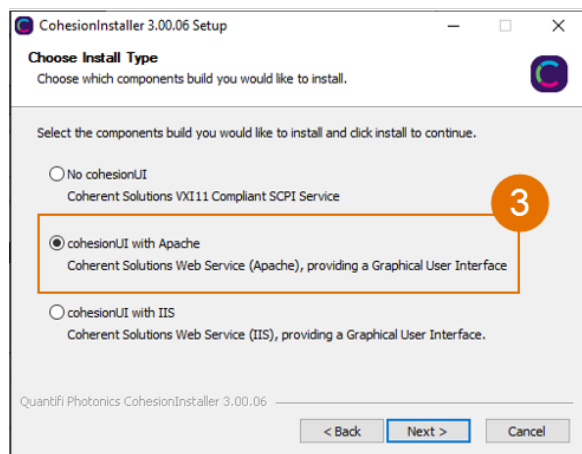 CohesionInstaller 3.00.06 Setup
Choose Install Type
Choose which components build you would like to install.
Select the components build you would like to install and click install to continue.
No cohesionUI
Coherent Solutions VXI11 Compliant SCPI Service
3
cohesionUI with Apache
Coherent Solutions Web Service (Apache), providing a Graphical User Interface
cohesionUI with IIS
Coherent Solutions Web Service (IIS), providing a Graphical User Interface.
Quantifi Photonics CohesionInstaller 3.00.06
< Back Next > Cancel